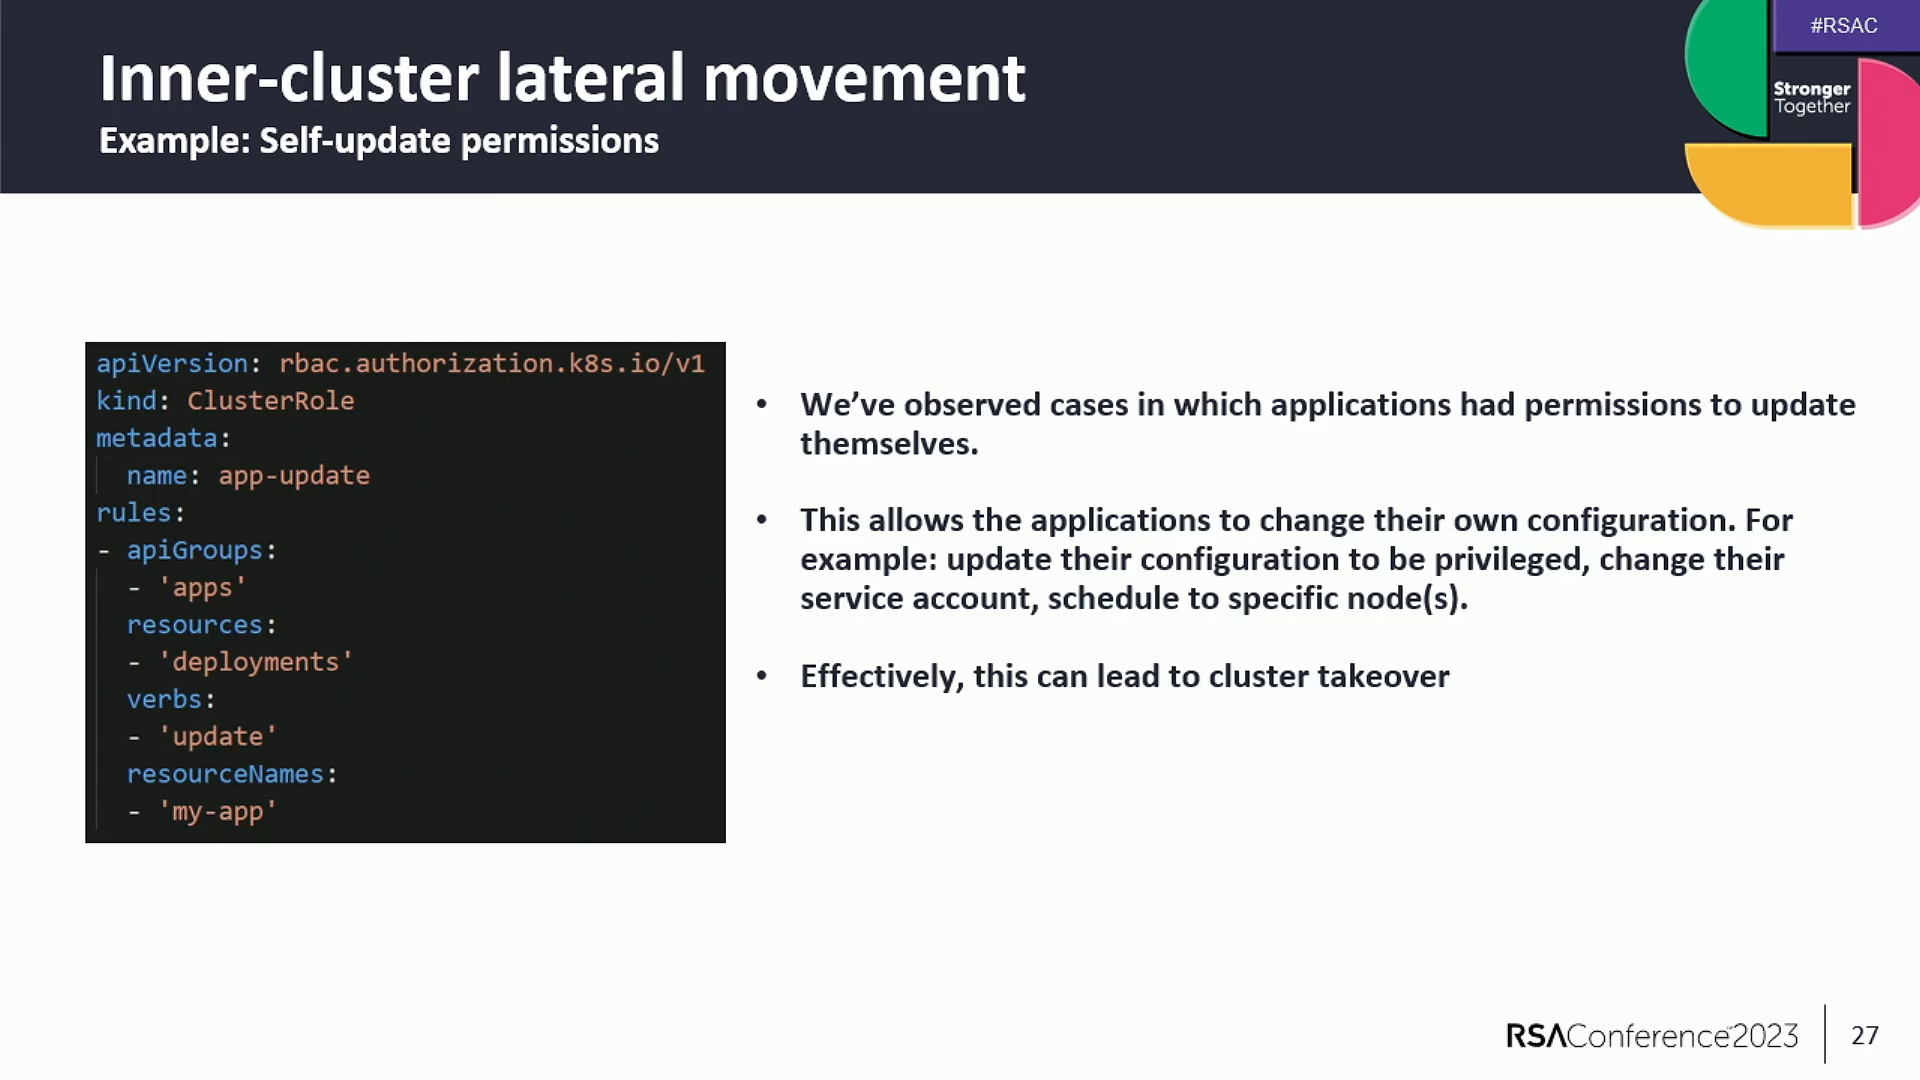 #RSAC
Inner-cluster lateral movement
Example: Self-update permissions
Stronger
Together
apiVersion: rbac.authorization.k8s.io/v1
kind: ClusterRole
metadata:
  name: app-update
rules:
- apiGroups:
  - 'apps'
  resources:
  - 'deployments'
  verbs:
  - 'update'
  resourceNames:
  - 'my-app'
• We’ve observed cases in which applications had permissions to update
themselves.
• This allows the applications to change their own configuration. For
example: update their configuration to be privileged, change their
service account, schedule to specific node(s).
• Effectively, this can lead to cluster takeover
RSAConference™2023
27